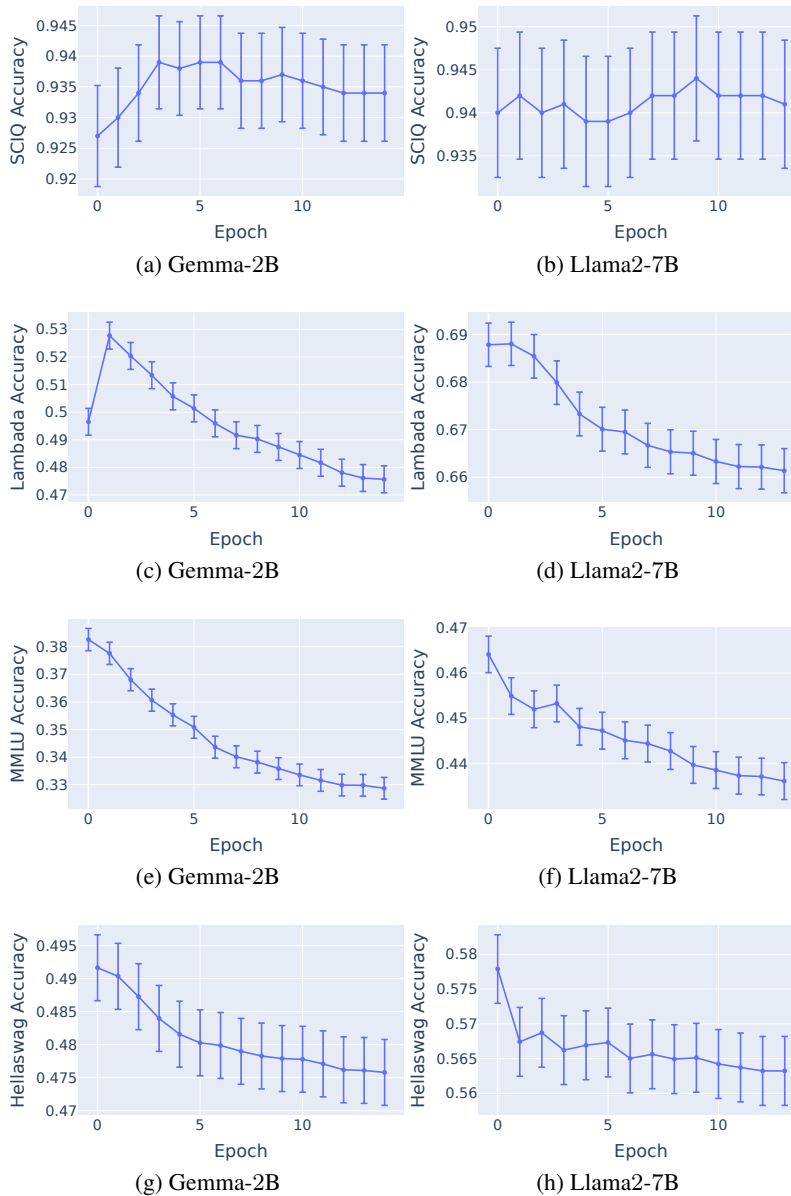 SCIQ Accuracy
0.945
0.94
0.935
0.93
0.925
0.92
0
5
10
Epoch
(a) Gemma-2B
SCIQ Accuracy
0.95
0.945
0.94
0.935
0
5
10
Epoch
(b) Llama2-7B
Lambada Accuracy
0.53
0.52
0.51
0.5
0.49
0.48
0.47
0
5
10
Epoch
(c) Gemma-2B
Lambada Accuracy
0.69
0.68
0.67
0.66
0
5
10
Epoch
(d) Llama2-7B
MMLU Accuracy
0.38
0.37
0.36
0.35
0.34
0.33
0
5
10
Epoch
(e) Gemma-2B
MMLU Accuracy
0.47
0.46
0.45
0.44
0
5
10
Epoch
(f) Llama2-7B
Hellaswag Accuracy
0.495
0.49
0.485
0.48
0.475
0.47
0
5
10
Epoch
(g) Gemma-2B
Hellaswag Accuracy
0.58
0.575
0.57
0.565
0.56
0
5
10
Epoch
(h) Llama2-7B